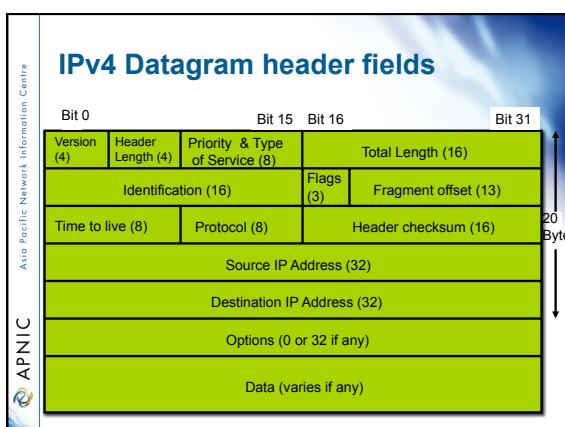 IPv4 Datagram header fields
Bit 0
Bit 15
Bit 16
Bit 31
Version
(4)
Header
Length (4)
Priority & Type
of Service (8)
Total Length (16)
Identification (16)
Flags
(3)
Fragment offset (13)
Time to live (8)
Protocol (8)
Header checksum (16)
20
Byte
Source IP Address (32)
Destination IP Address (32)
Options (0 or 32 if any)
Data (varies if any)
Asia Pacific Network Information Centre
APNIC